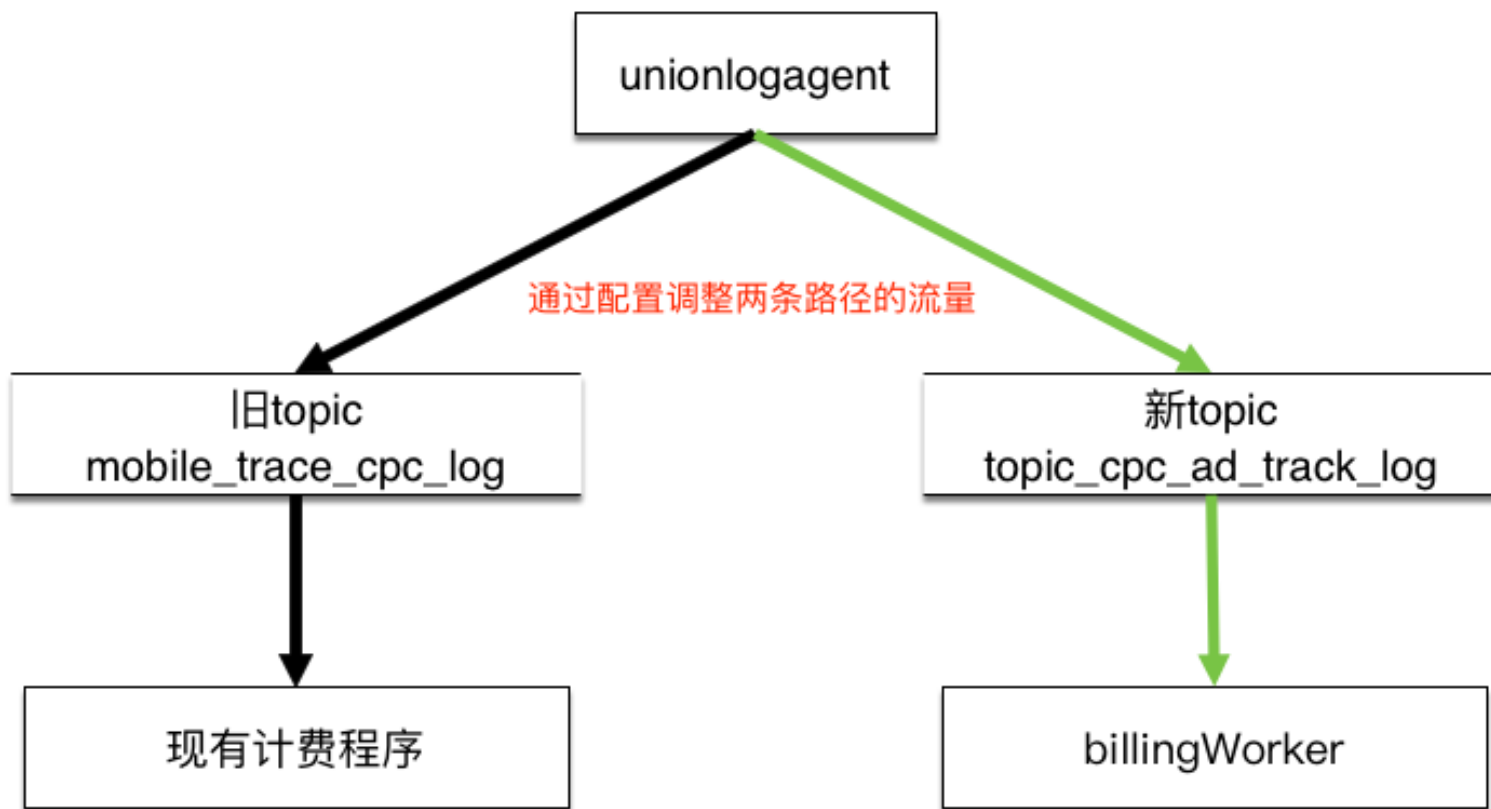 unionlogagent
通过配置调整两条路径的流量
旧topic
mobile_trace_cpc_log
新topic
topic_cpc_ad_track_log
现有计费程序
billingWorker